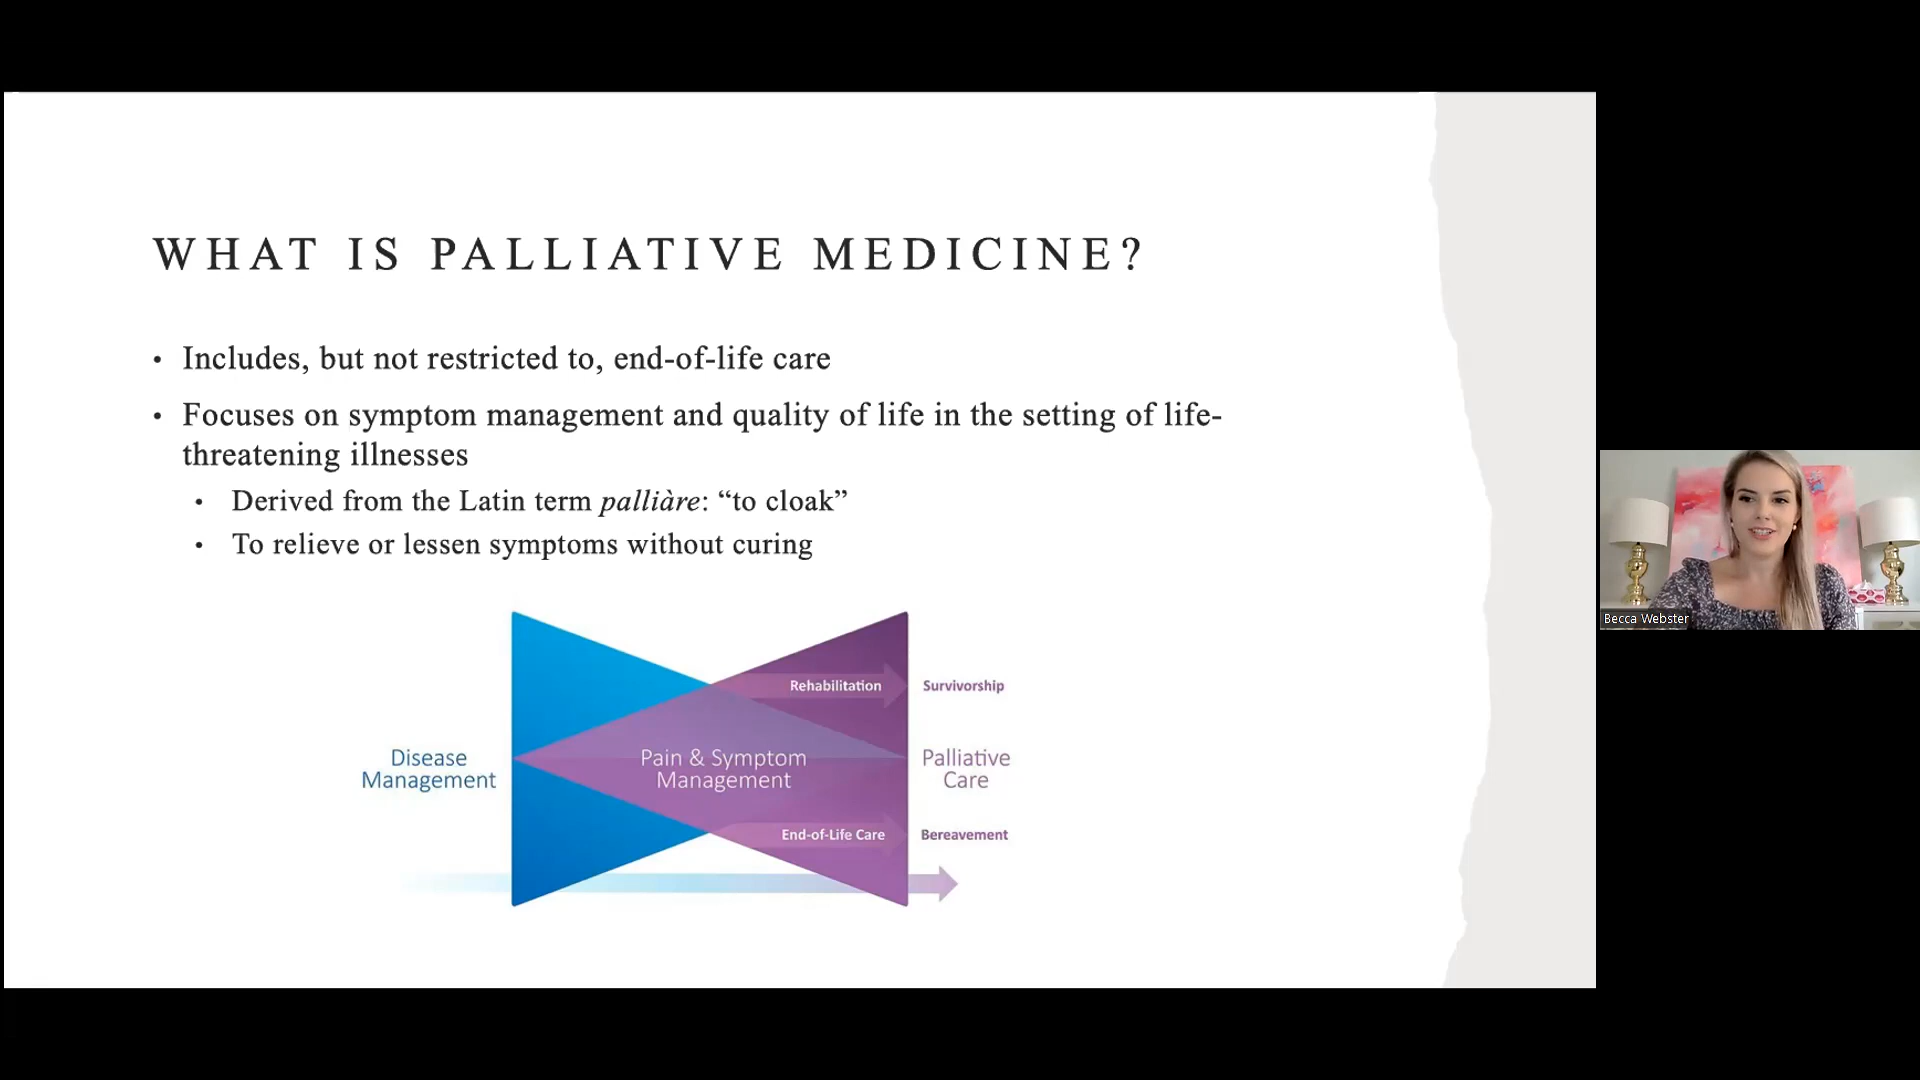 WHAT IS PALLIATIVE MEDICINE?
• Includes, but not restricted to, end-of-life care
• Focuses on symptom management and quality of life in the setting of life-
threatening illnesses
• Derived from the Latin term palliàre: “to cloak”
• To relieve or lessen symptoms without curing
Rehabilitation
Survivorship
Disease
Management
Pain & Symptom
Management
Palliative
Care
End-of-Life Care
Bereavement
Becca Webster